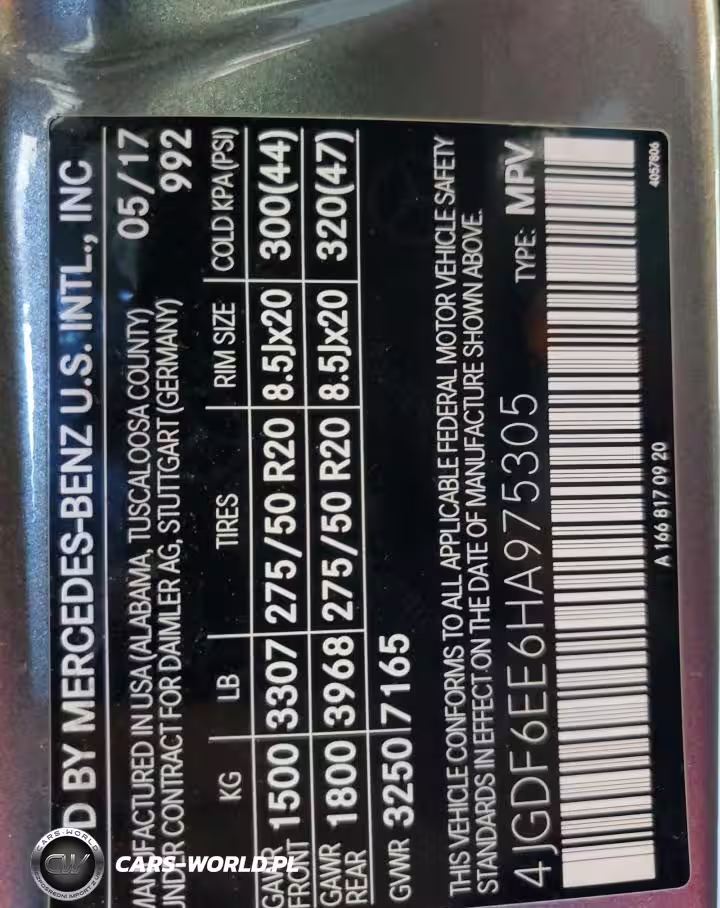 D BY MERCEDES-BENZ U.S. INTL., INC
MANUFACTURED IN USA (ALABAMA, TUSCALOOSA COUNTY) 05/17
UNDER CONTRACT FOR DAIMLER AG, STUTTGART (GERMANY) 992
KG LB TIRES RIM SIZE COLD KPA (PSI)
GAWR FRONT 1500 3307 275/50 R20 8.5Jx20 300(44)
GAWR REAR 1800 3968 275/50 R20 8.5Jx20 320(47)
GVWR 3250 7165
THIS VEHICLE CONFORMS TO ALL APPLICABLE FEDERAL MOTOR VEHICLE SAFETY
STANDARDS IN EFFECT ON THE DATE OF MANUFACTURE SHOWN ABOVE.
4JGDF6EE6HA975305 TYPE: MPV
A 166 817 09 20
4057806
CARS-WORLD
CW
CARS-WORLD.PL